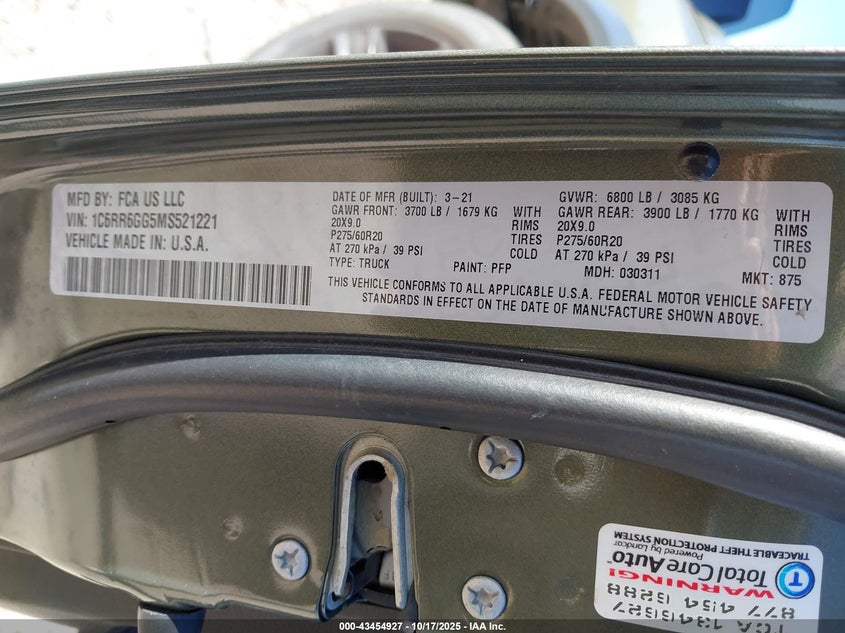 MFD BY: FCA US LLC
VIN: 1C6RR6GG5MS521221
VEHICLE MADE IN U.S.A.
DATE OF MFR (BUILT): 3-21
GAWR FRONT: 3700 LB / 1679 KG WITH
20X9.0 RIMS
P275/60R20 TIRES
AT 270 kPa / 39 PSI COLD
TYPE: TRUCK PAINT: PFP
GVWR: 6800 LB / 3085 KG
GAWR REAR: 3900 LB / 1770 KG WITH
20X9.0 RIMS
P275/60R20 TIRES
AT 270 kPa / 39 PSI COLD
MDH: 030311 MKT: 875
THIS VEHICLE CONFORMS TO ALL APPLICABLE U.S.A. FEDERAL MOTOR VEHICLE SAFETY
STANDARDS IN EFFECT ON THE DATE OF MANUFACTURE SHOWN ABOVE.
TRACEABLE THEFT PROTECTION SYSTEM
Powered by Landcar
Total Care Auto
WARNING!
877 454 8288
000-43454927 - 10/17/2025 - IAA, Inc.